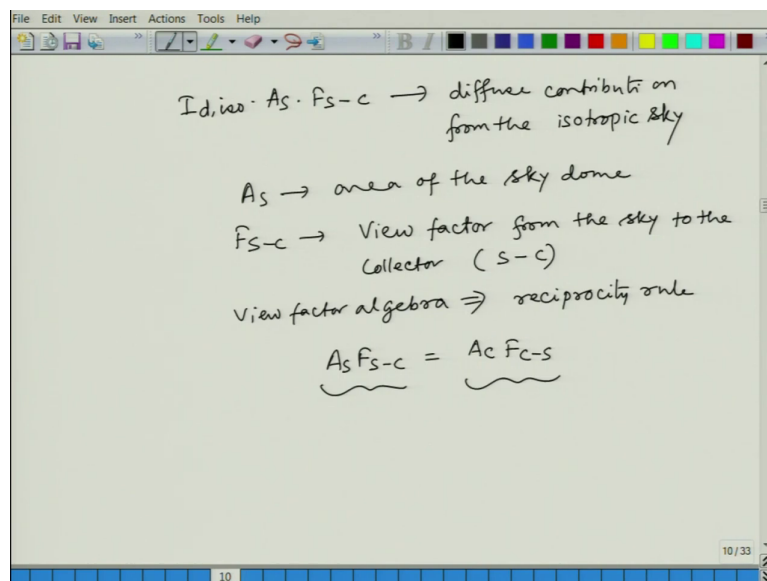 File Edit View Insert Actions Tools Help
» » B I
Id,iso · As · Fs-c → diffuse contributi on
from the isotropic sky
As → area of the sky dome
Fs-c → View factor from the sky to the
Collector (s-c)
View factor algebra ⇒ reciprocity rule
As Fs-c = Ac Fc-s
10/33
10